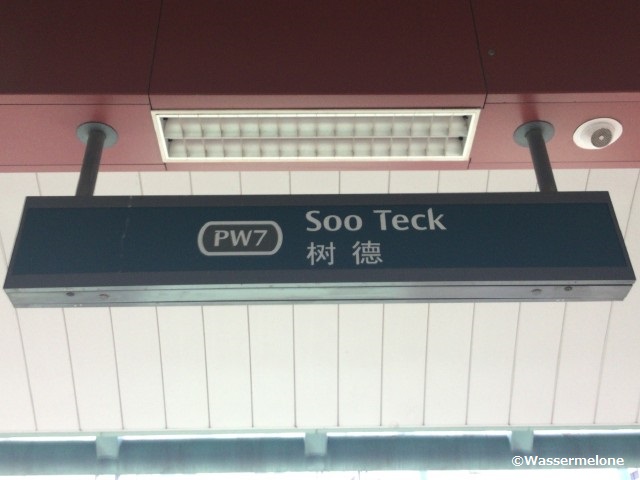 PW7
Soo Teck
树德
©Wassermelone